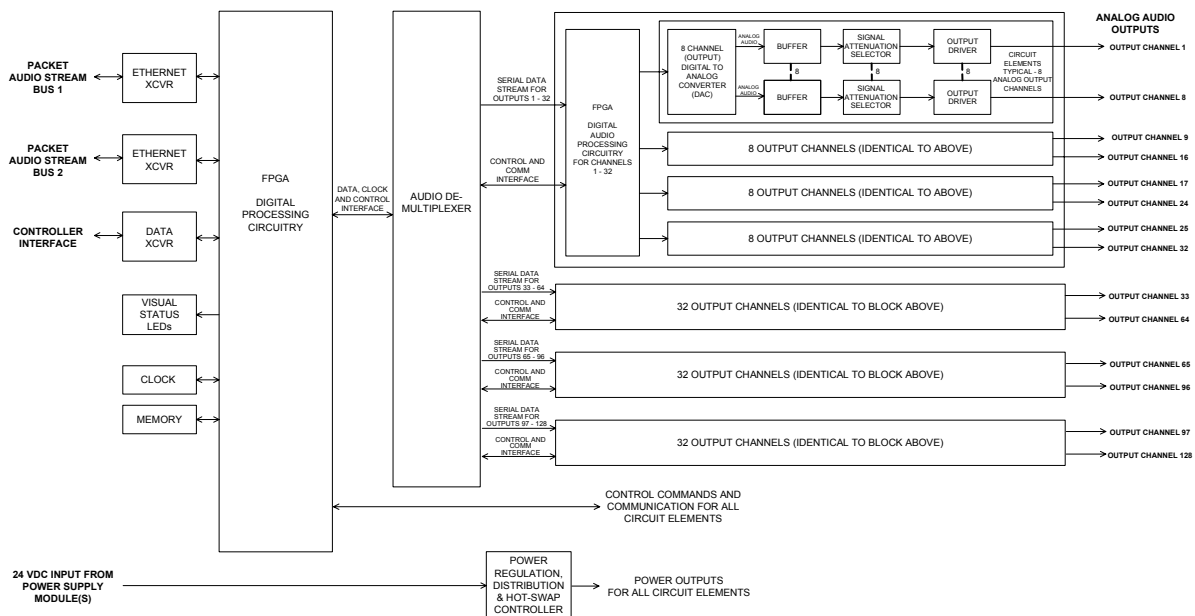 ANALOG AUDIO
OUTPUTS
PACKET
AUDIO STREAM
BUS 1
ETHERNET
XCVR
PACKET
AUDIO STREAM
BUS 2
ETHERNET
XCVR
CONTROLLER
INTERFACE
DATA
XCVR
VISUAL
STATUS
LEDs
CLOCK
MEMORY
FPGA
DIGITAL
PROCESSING
CIRCUITRY
DATA, CLOCK
AND CONTROL
INTERFACE
AUDIO DE-
MULTIPLEXER
SERIAL DATA
STREAM FOR
OUTPUTS 1 - 32
CONTROL AND
COMM
INTERFACE
FPGA
DIGITAL
AUDIO
PROCESSING
CIRCUITRY
FOR CHANNELS
1 - 32
8 CHANNEL
(OUTPUT)
DIGITAL TO
ANALOG
CONVERTER
(DAC)
ANALOG
AUDIO
BUFFER
SIGNAL
ATTENUATION
SELECTOR
OUTPUT
DRIVER
8
8
8
ANALOG
AUDIO
BUFFER
SIGNAL
ATTENUATION
SELECTOR
OUTPUT
DRIVER
CIRCUIT
ELEMENTS
TYPICAL - 8
ANALOG OUTPUT
CHANNELS
OUTPUT CHANNEL 1
OUTPUT CHANNEL 8
8 OUTPUT CHANNELS (IDENTICAL TO ABOVE)
OUTPUT CHANNEL 9
OUTPUT CHANNEL 16
8 OUTPUT CHANNELS (IDENTICAL TO ABOVE)
OUTPUT CHANNEL 17
OUTPUT CHANNEL 24
8 OUTPUT CHANNELS (IDENTICAL TO ABOVE)
OUTPUT CHANNEL 25
OUTPUT CHANNEL 32
SERIAL DATA
STREAM FOR
OUTPUTS 33 - 64
CONTROL AND
COMM
INTERFACE
32 OUTPUT CHANNELS (IDENTICAL TO BLOCK ABOVE)
OUTPUT CHANNEL 33
OUTPUT CHANNEL 64
SERIAL DATA
STREAM FOR
OUTPUTS 65 - 96
CONTROL AND
COMM
INTERFACE
32 OUTPUT CHANNELS (IDENTICAL TO BLOCK ABOVE)
OUTPUT CHANNEL 65
OUTPUT CHANNEL 96
SERIAL DATA
STREAM FOR
OUTPUTS 97 - 128
CONTROL AND
COMM
INTERFACE
32 OUTPUT CHANNELS (IDENTICAL TO BLOCK ABOVE)
OUTPUT CHANNEL 97
OUTPUT CHANNEL 128
CONTROL COMMANDS AND
COMMUNICATION FOR ALL
CIRCUIT ELEMENTS
24 VDC INPUT FROM
POWER SUPPLY
MODULE(S)
POWER
REGULATION,
DISTRIBUTION
& HOT-SWAP
CONTROLLER
POWER OUTPUTS
FOR ALL CIRCUIT ELEMENTS